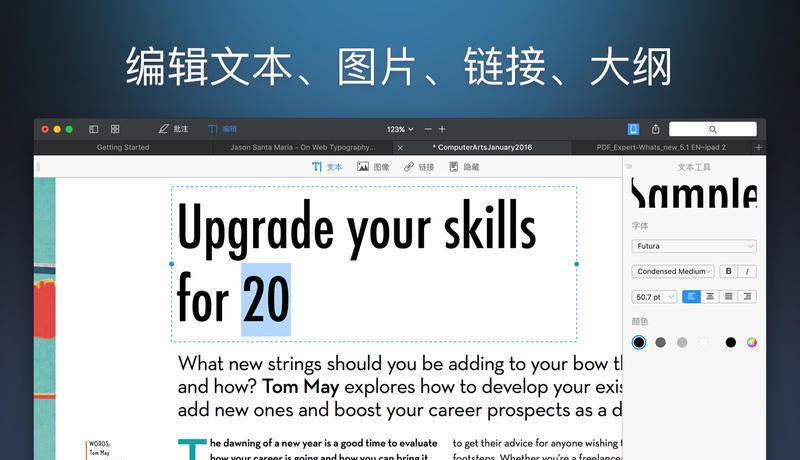 编辑文本、图片、链接、大纲
批注
编辑
123%
Getting Started
Jason Santa Maria - On Web Typography...
* ComputerArtsJanuary2016
PDF_Expert-Whats_new_5.1 EN~ipad 2
文本
图像
链接
隐藏
文本工具
Sample
字体
Futura
Condensed Medium
B I
50.7 pt
颜色
Upgrade your skills
for 20
What new strings should you be adding to your bow
and how? Tom May explores how to develop your
add new ones and boost your career prospects as a
WORDS:
Tom May
The dawning of a new year is a good time to evaluate
how your career is going and how you can bring it
to get their advice for anyone wishing
footsteps. Whether you're a